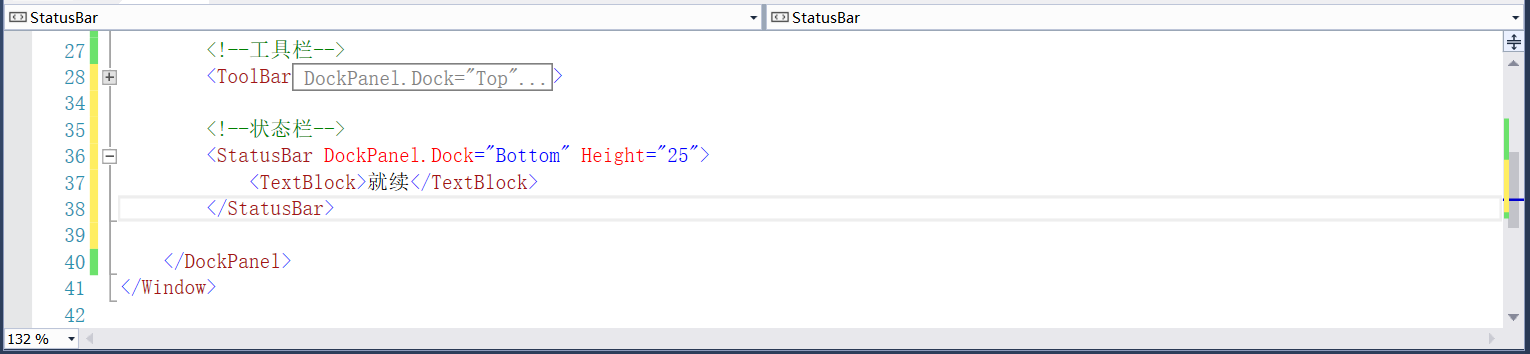 StatusBar
StatusBar
27 <!--工具栏-->
28 <ToolBar DockPanel.Dock="Top"...>
34
35 <!--状态栏-->
36 <StatusBar DockPanel.Dock="Bottom" Height="25">
37 <TextBlock>就续</TextBlock>
38 </StatusBar>
39
40 </DockPanel>
41 </Window>
42
132 %